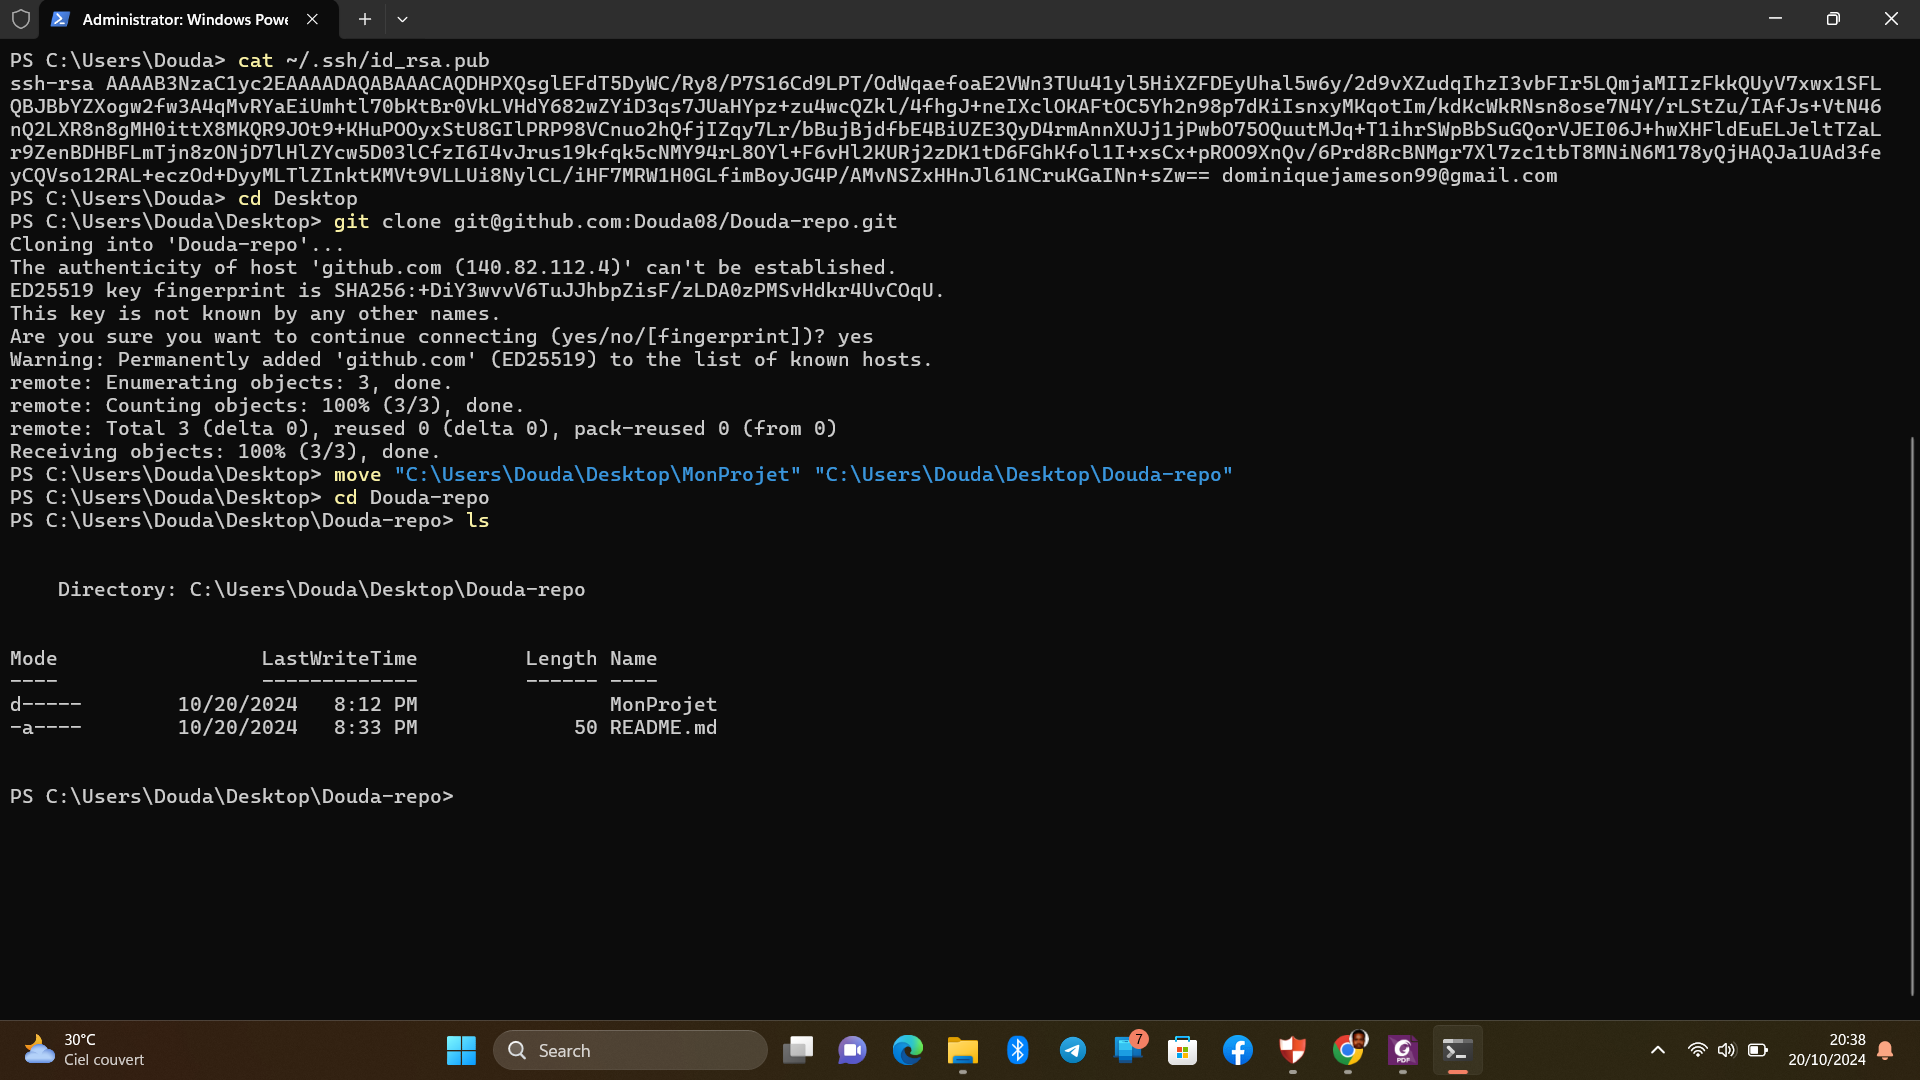 Administrator: Windows Powe
PS C:\Users\Douda> cat ~/.ssh/id_rsa.pub
ssh-rsa AAAAB3NzaC1yc2EAAAADAQABAAACAQDHPXQsglEFdT5DyWC/Ry8/P7S16Cd9LPT/OdWqaefoaE2VWn3TUu41yl5HiXZFDEyUhal5w6y/2d9vXZudqIhzI3vbFIr5LQmjaMIIzFkkQUyV7xwx1SFL
QBJBbYZXogw2fw3A4qMvRYaEiUmhtl70bKtBr0VkLVHdY682wZYiD3qs7JUaHYpz+zu4wcQZkl/4fhgJ+neIXclOKAFtOC5Yh2n98p7dKiIsnxyMKqotIm/kdKcWkRNsn8ose7N4Y/rLStZu/IAfJs+VtN46
nQ2LXR8n8gMH0ittX8MKQR9JOt9+KHuPOOyxStU8GIlPRP98VCnuo2hQfjIZqy7Lr/bBujBjdfbE4BiUZE3QyD4rmAnnXUJj1jPwbO75OQuutMJq+T1ihrSWpBbSuGQorVJEI06J+hwXHFldEuELJeltTZaL
r9ZenBDHBFLmTjn8zONjD7lHlZYcw5D03lCfzI6I4vJrus19kfqk5cNMY94rL8OYl+F6vHl2KURj2zDK1tD6FGhKfol1I+xsCx+pROO9XnQv/6Prd8RcBNMgr7Xl7zc1tbT8MNiN6M178yQjHAQJa1UAd3fe
yCQVso12RAL+eczOd+DyyMLTlZInktKMVt9VLLUi8NylCL/iHF7MRW1H0GLfimBoyJG4P/AMvNSZxHHnJl61NCruKGaINn+sZw== dominiquejameson99@gmail.com
PS C:\Users\Douda> cd Desktop
PS C:\Users\Douda\Desktop> git clone git@github.com:Douda08/Douda-repo.git
Cloning into 'Douda-repo'...
The authenticity of host 'github.com (140.82.112.4)' can't be established.
ED25519 key fingerprint is SHA256:+DiY3wvvV6TuJJhbpZisF/zLDA0zPMSvHdkr4UvCOqU.
This key is not known by any other names.
Are you sure you want to continue connecting (yes/no/[fingerprint])? yes
Warning: Permanently added 'github.com' (ED25519) to the list of known hosts.
remote: Enumerating objects: 3, done.
remote: Counting objects: 100% (3/3), done.
remote: Total 3 (delta 0), reused 0 (delta 0), pack-reused 0 (from 0)
Receiving objects: 100% (3/3), done.
PS C:\Users\Douda\Desktop> move "C:\Users\Douda\Desktop\MonProjet" "C:\Users\Douda\Desktop\Douda-repo"
PS C:\Users\Douda\Desktop> cd Douda-repo
PS C:\Users\Douda\Desktop\Douda-repo> ls
Directory: C:\Users\Douda\Desktop\Douda-repo
Mode LastWriteTime Length Name
---- ------------- ------ ----
d----- 10/20/2024 8:12 PM MonProjet
-a---- 10/20/2024 8:33 PM 50 README.md
PS C:\Users\Douda\Desktop\Douda-repo>
30°C
Ciel couvert
Search
7
PDF
20:38
20/10/2024